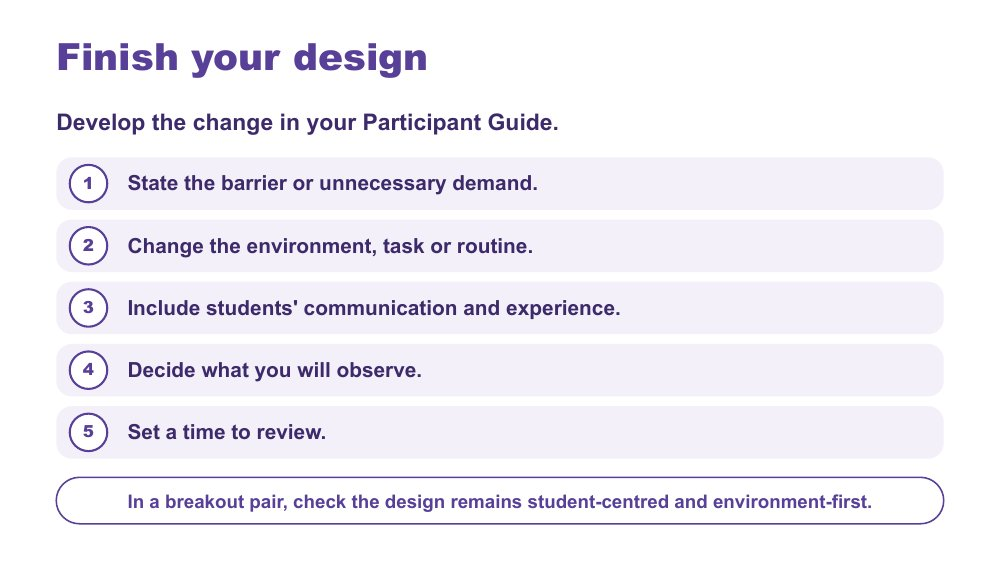 Finish your design
Develop the change in your Participant Guide.
1 State the barrier or unnecessary demand.
2 Change the environment, task or routine.
3 Include students' communication and experience.
4 Decide what you will observe.
5 Set a time to review.
In a breakout pair, check the design remains student-centred and environment-first.